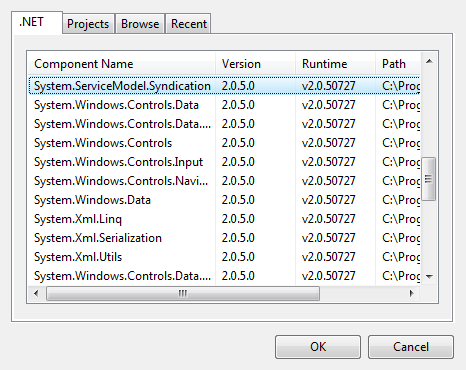 .NET Projects Browse Recent
Component Name Version Runtime Path
System.ServiceModel.Syndication 2.0.5.0 v2.0.50727 C:\Prog
System.Windows.Controls.Data 2.0.5.0 v2.0.50727 C:\Prog
System.Windows.Controls.Data.... 2.0.5.0 v2.0.50727 C:\Prog
System.Windows.Controls 2.0.5.0 v2.0.50727 C:\Prog
System.Windows.Controls.Input 2.0.5.0 v2.0.50727 C:\Prog
System.Windows.Controls.Navi... 2.0.5.0 v2.0.50727 C:\Prog
System.Windows.Data 2.0.5.0 v2.0.50727 C:\Prog
System.Xml.Linq 2.0.5.0 v2.0.50727 C:\Prog
System.Xml.Serialization 2.0.5.0 v2.0.50727 C:\Prog
System.Xml.Utils 2.0.5.0 v2.0.50727 C:\Prog
System.Windows.Controls.Data.... 2.0.5.0 v2.0.50727 C:\Prog
OK Cancel